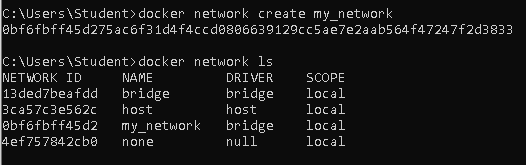 C:\Users\Student>docker network create my_network
0bf6fbff45d275ac6f31d4f4ccd0806639129cc5ae7e2aab564f47247f2d3833
C:\Users\Student>docker network ls
NETWORK ID     NAME         DRIVER    SCOPE
13ded7beafdd   bridge       bridge    local
3ca57c3e562c   host         host      local
0bf6fbff45d2   my_network   bridge    local
4ef757842cb0   none         null      local